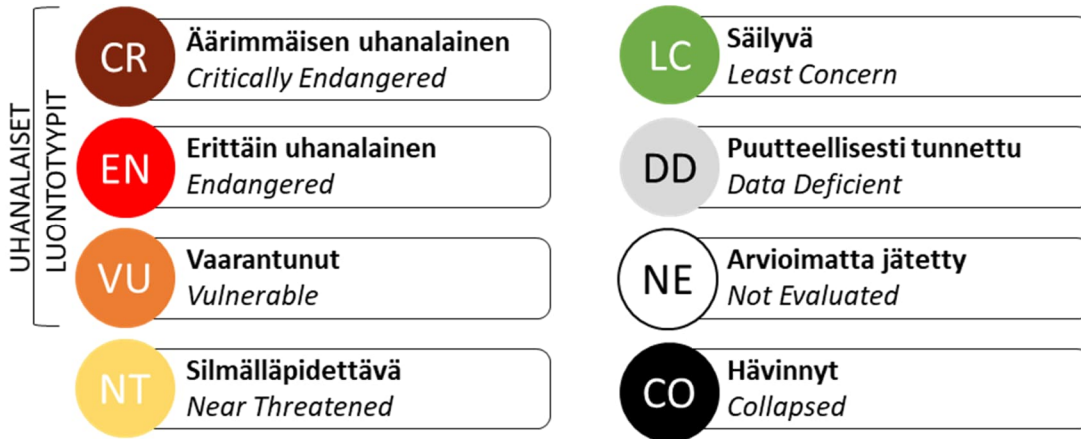 UHANALAISET
LUONTOTYYPIT
CR
Äärimmäisen uhanalainen
Critically Endangered
EN
Erittäin uhanalainen
Endangered
VU
Vaarantunut
Vulnerable
NT
Silmälläpidettävä
Near Threatened
LC
Säilyvä
Least Concern
DD
Puutteellisesti tunnettu
Data Deficient
NE
Arvioimatta jätetty
Not Evaluated
CO
Hävinnyt
Collapsed